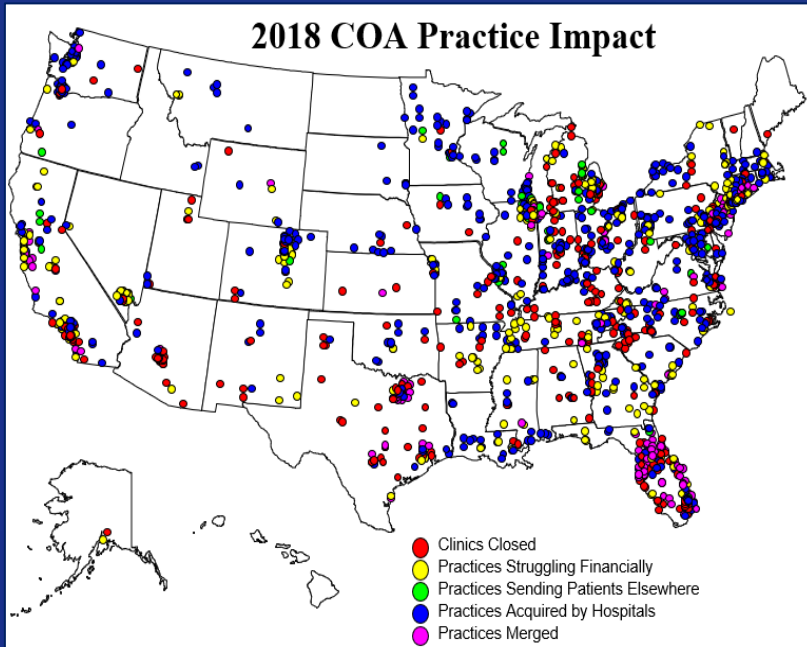 2018 COA Practice Impact
Clinics Closed
Practices Struggling Financially
Practices Sending Patients Elsewhere
Practices Acquired by Hospitals
Practices Merged